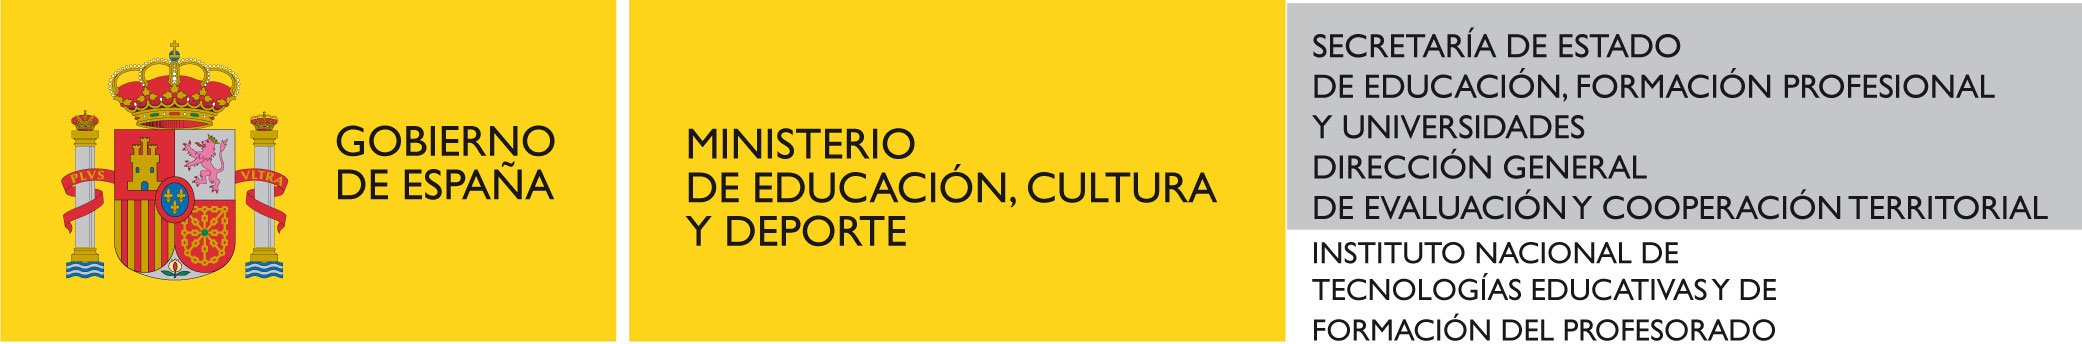 PLVS VLTRA
GOBIERNO
DE ESPAÑA
MINISTERIO
DE EDUCACIÓN, CULTURA
Y DEPORTE
SECRETARÍA DE ESTADO
DE EDUCACIÓN, FORMACIÓN PROFESIONAL
Y UNIVERSIDADES
DIRECCIÓN GENERAL
DE EVALUACIÓN Y COOPERACIÓN TERRITORIAL
INSTITUTO NACIONAL DE
TECNOLOGÍAS EDUCATIVAS Y DE
FORMACIÓN DEL PROFESORADO